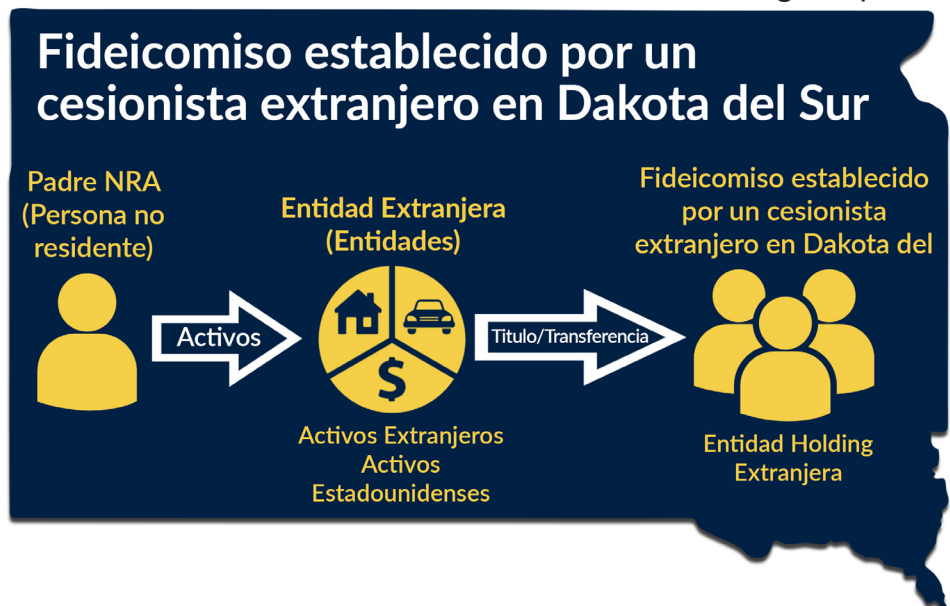 Fideicomiso establecido por un
cesionista extranjero en Dakota del Sur
Padre NRA
(Persona no
residente)
Activos
Entidad Extranjera
(Entidades)
$
Activos Extranjeros
Activos
Estadounidenses
Titulo/Transferencia
Fideicomiso establecido
por un cesionista
extranjero en Dakota del
Entidad Holding
Extranjera